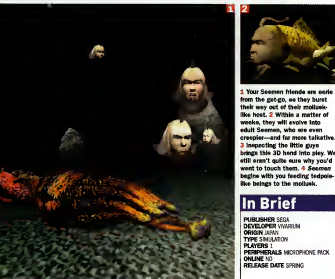 1 2
1 Your Seemen friends are eerie
from the get-go, as they burst
their way out of their mollusk-
like host. 2 Within a matter of
weeks, they will evolve into
adult Seemen, who are even
creepier—and far more talkative.
3 Inspecting the little guys
brings this 3D hand into play. We
still aren't quite sure why you'd
want to touch them. 4 Seemen
begin with you feeding tadpole-
like beings to the mollusk.
In Brief
PUBLISHER SEGA
DEVELOPER VIVARIUM
ORIGIN JAPAN
TYPE SIMULATION
PLAYERS 1
PERIPHERALS MICROPHONE PACK
ONLINE NO
RELEASE DATE SPRING